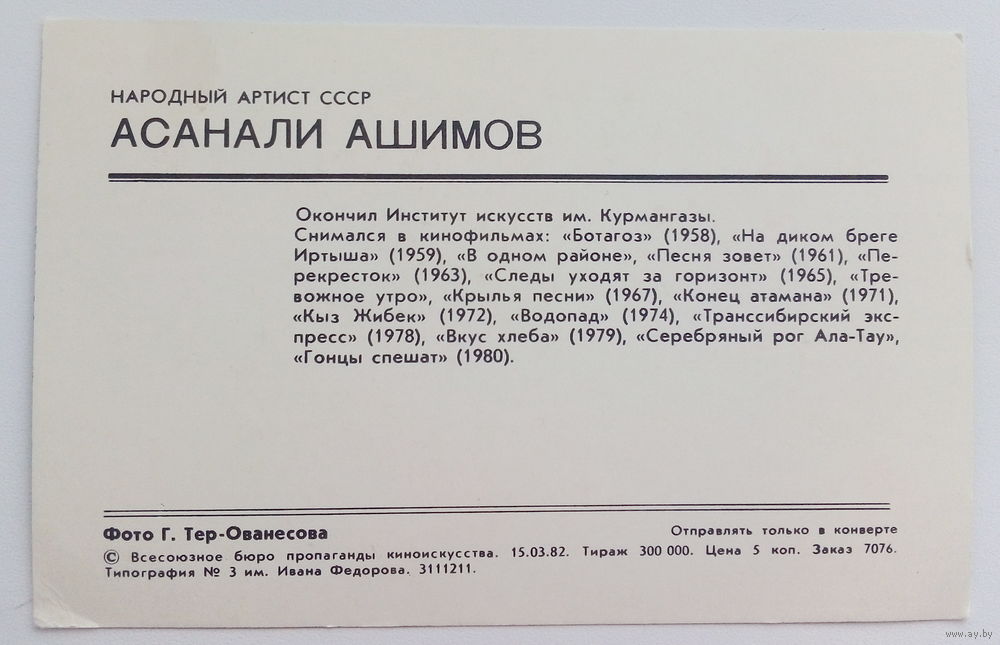 НАРОДНЫЙ АРТИСТ СССР
АСАНАЛИ АШИМОВ
Окончил Институт искусств им. Курмангазы.
Снимался в кинофильмах: «Ботагоз» (1958), «На диком бреге
Иртыша» (1959), «В одном районе», «Песня зовет» (1961), «Пе-
рекресток» (1963), «Следы уходят за горизонт» (1965), «Тре-
вожное утро», «Крылья песни» (1967), «Конец атамана» (1971),
«Кыз Жибек» (1972), «Водопад» (1974), «Транссибирский экс-
пресс» (1978), «Вкус хлеба» (1979), «Серебряный рог Ала-Тау»,
«Гонцы спешат» (1980).
Фото Г. Тер-Ованесова
Отправлять только в конверте
© Всесоюзное бюро пропаганды киноискусства. 15.03.82. Тираж 300 000. Цена 5 коп. Заказ 7076.
Типография № 3 им. Ивана Федорова. 3111211.
www.ay.by